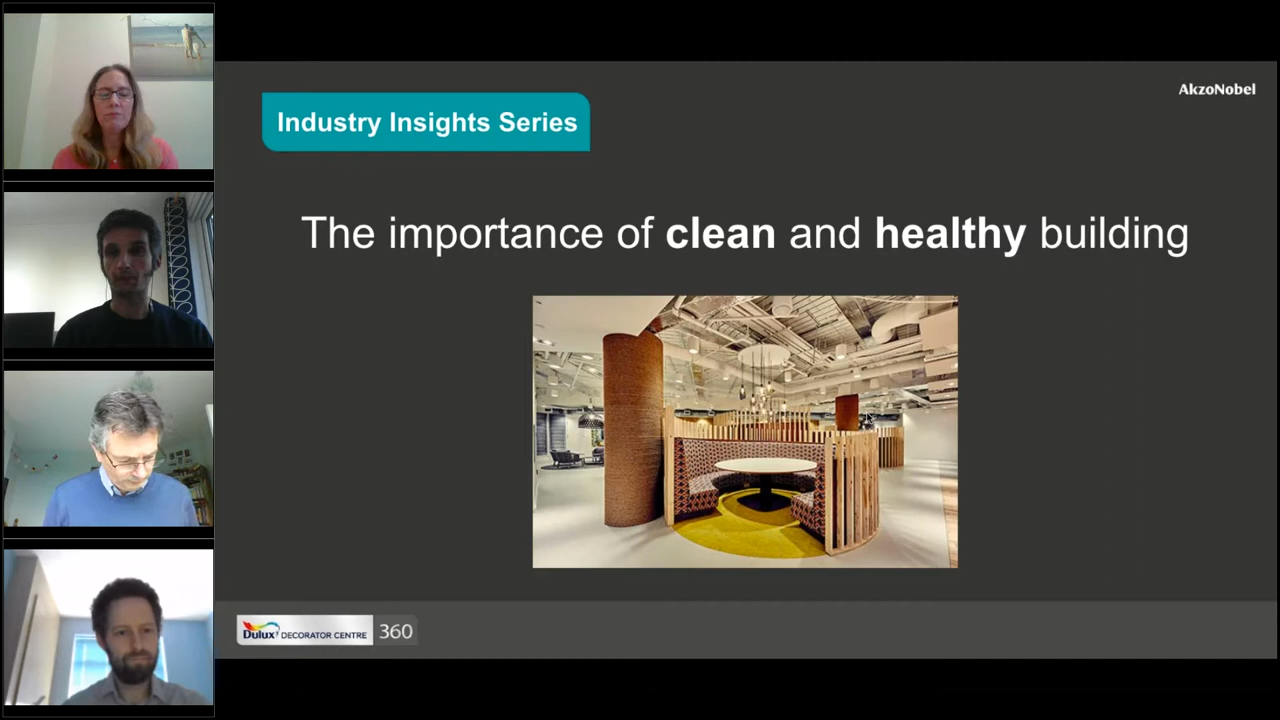 AkzoNobel
Industry Insights Series
The importance of clean and healthy building
Dulux DECORATOR CENTRE 360